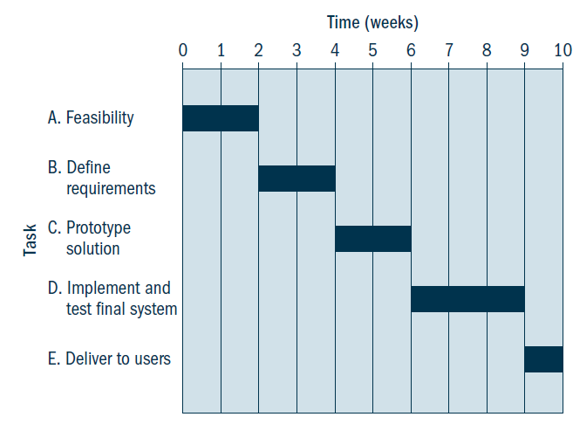 Time (weeks)
0 1 2 3 4 5 6 7 8 9 10
Task
A. Feasibility
B. Define
requirements
C. Prototype
solution
D. Implement and
test final system
E. Deliver to users